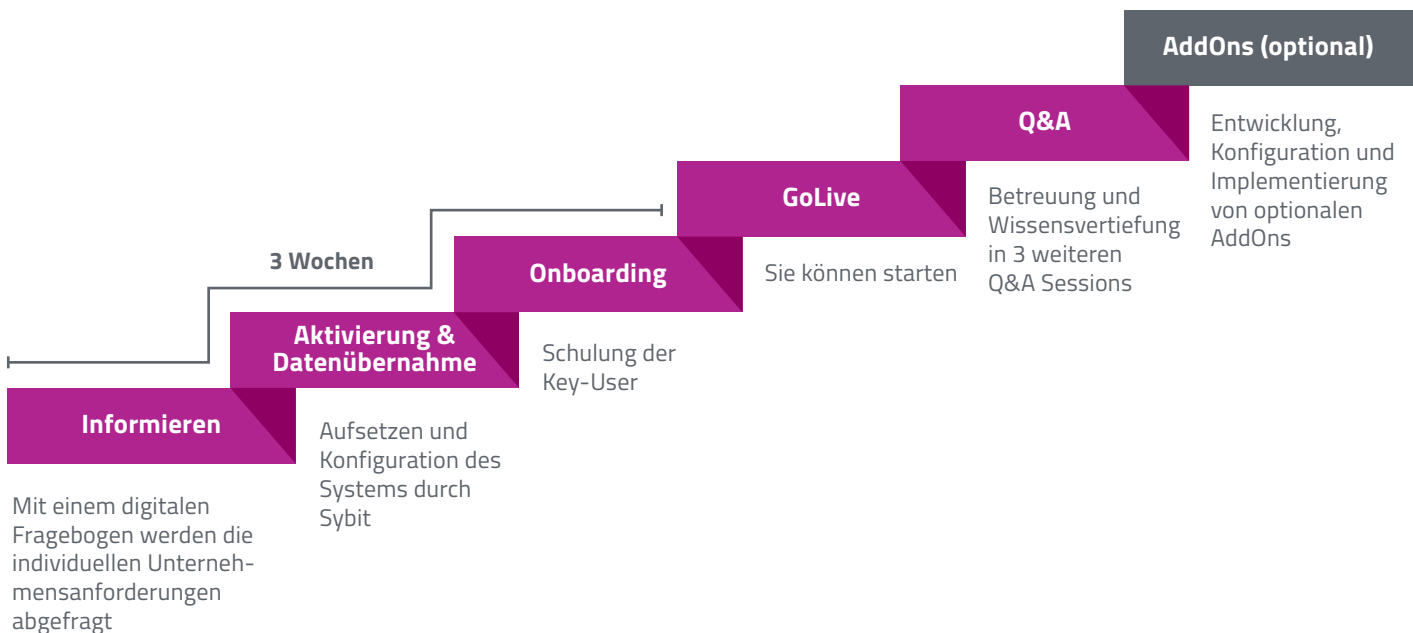 AddOns (optional)
Entwicklung,
Konfiguration und
Implementierung
von optionalen
AddOns
Q&A
Betreuung und
Wissensvertiefung
in 3 weiteren
Q&A Sessions
GoLive
Sie können starten
3 Wochen
Onboarding
Schulung der
Key-User
Aktivierung &
Datenübernahme
Aufsetzen und
Konfiguration des
Systems durch
Sybit
Informieren
Mit einem digitalen
Fragebogen werden die
individuellen Unterneh-
mensanforderungen
abgefragt